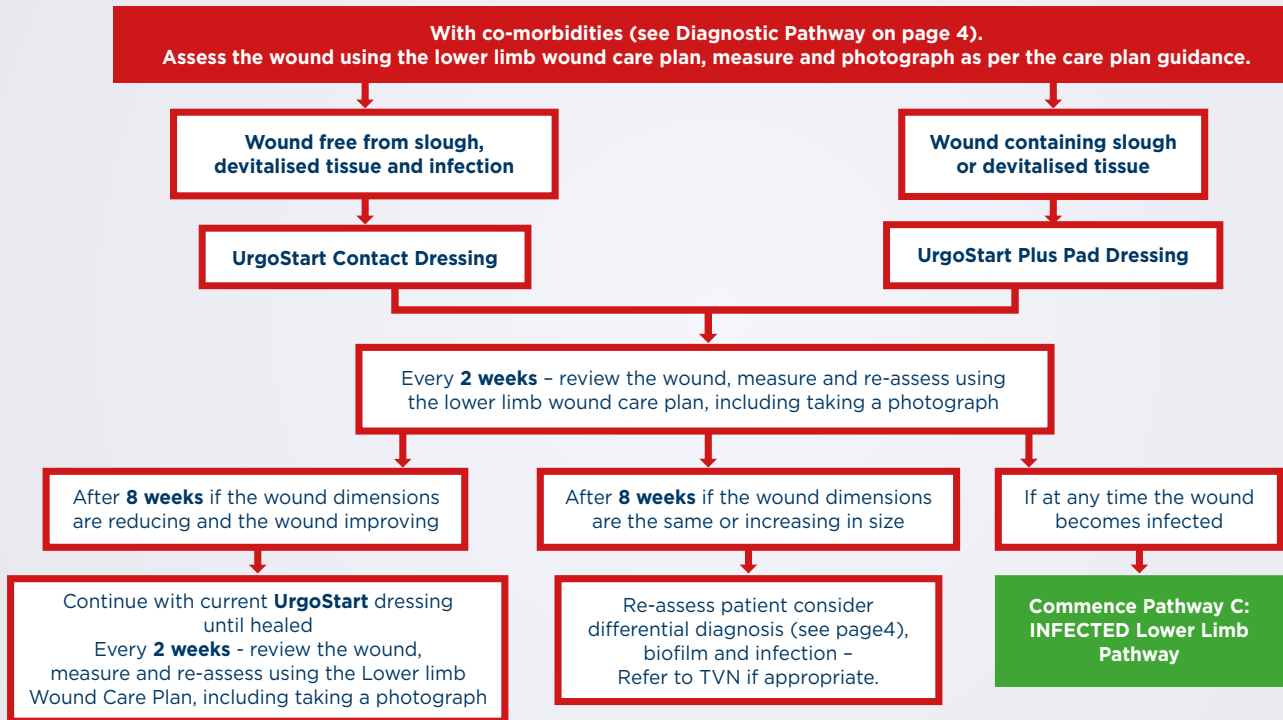 With co-morbidities (see Diagnostic Pathway on page 4).
Assess the wound using the lower limb wound care plan, measure and photograph as per the care plan guidance.
Wound free from slough,
devitalised tissue and infection
Wound containing slough
or devitalised tissue
UrgoStart Contact Dressing
UrgoStart Plus Pad Dressing
Every 2 weeks – review the wound, measure and re-assess using
the lower limb wound care plan, including taking a photograph
After 8 weeks if the wound dimensions
are reducing and the wound improving
After 8 weeks if the wound dimensions
are the same or increasing in size
If at any time the wound
becomes infected
Continue with current UrgoStart dressing
until healed
Every 2 weeks - review the wound,
measure and re-assess using the Lower limb
Wound Care Plan, including taking a photograph
Re-assess patient consider
differential diagnosis (see page4),
biofilm and infection –
Refer to TVN if appropriate.
Commence Pathway C:
INFECTED Lower Limb
Pathway